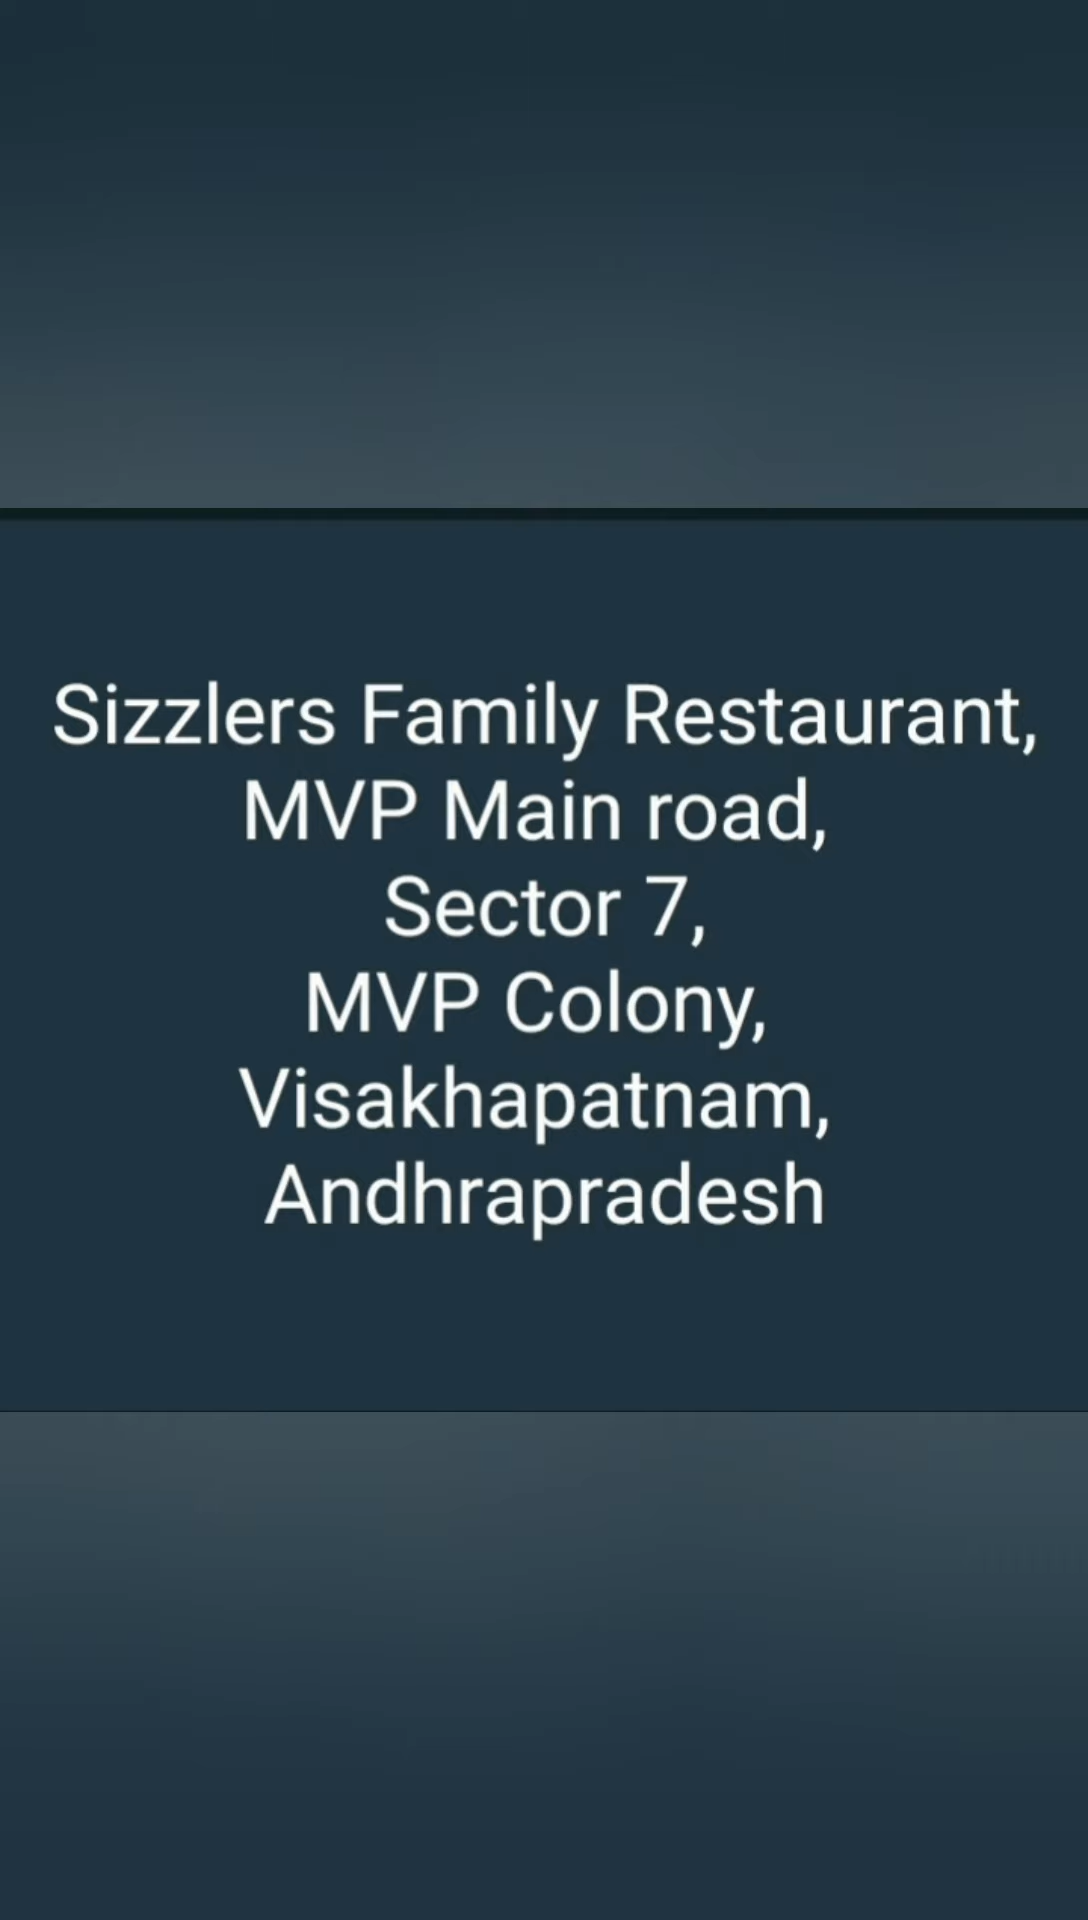 Sizzlers Family Restaurant,
MVP Main road,
Sector 7,
MVP Colony,
Visakhapatnam,
Andhrapradesh